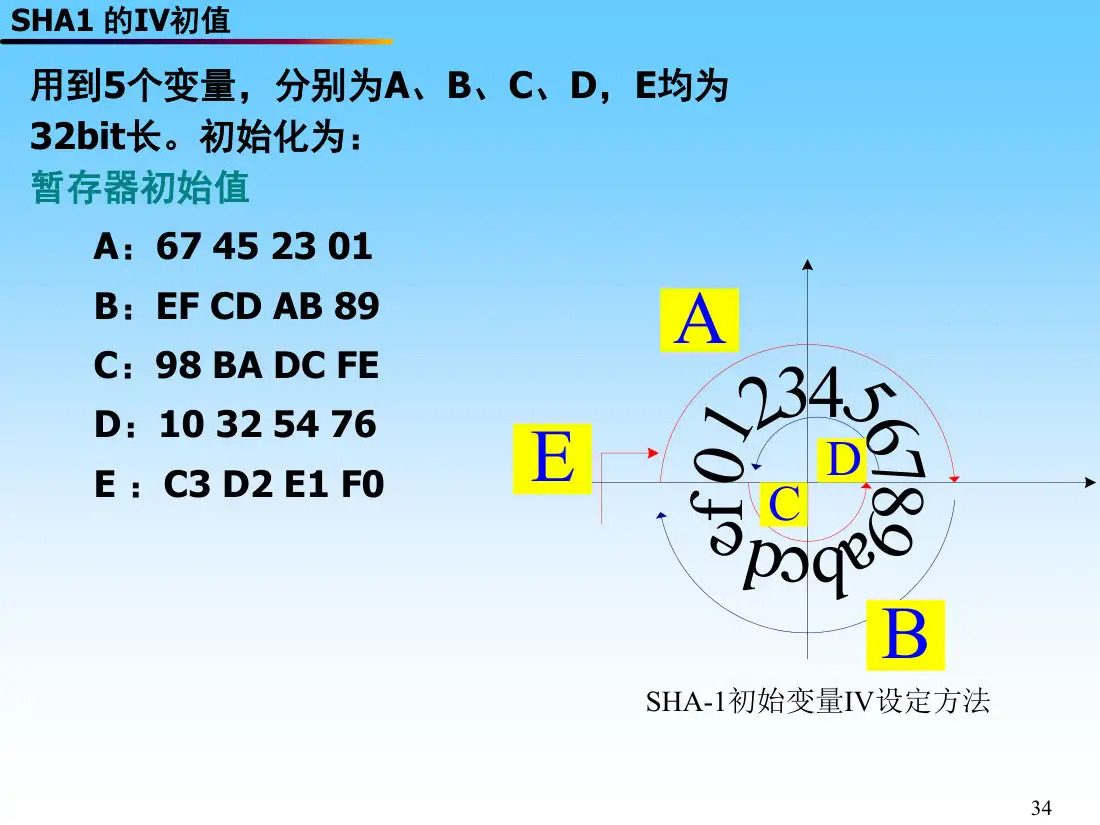 SHA1 的IV初值
用到5个变量，分别为A、B、C、D，E均为
32bit长。初始化为：
暂存器初始值
A：67 45 23 01
B：EF CD AB 89
C：98 BA DC FE
D：10 32 54 76
E ：C3 D2 E1 F0
A
E
D
C
B
0123456789abcdef
SHA-1初始变量IV设定方法
34